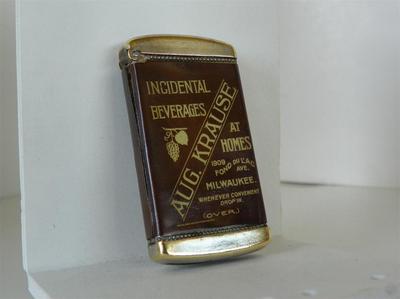 INCIDENTAL
BEVERAGES
AUG. KRAUSE
AT
HOMES
1909
FOND DU LAC
AVE.
MILWAUKEE.
WHENEVER CONVENIENT
DROP IN.
(OVER.)